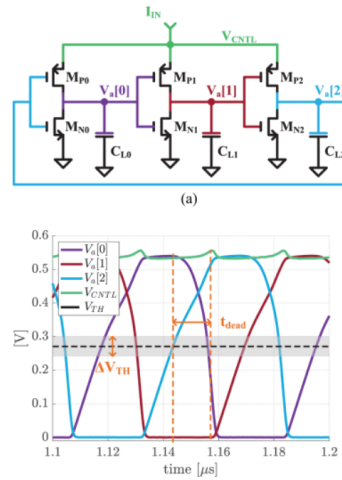 I_IN
V_CNTL
M_P0 V_a[0] M_P1 V_a[1] M_P2 V_a[2]
M_N0 M_N1 M_N2
C_L0 C_L1
(a)
0.6
0.5
0.4
0.3
0.2
0.1
0
[V]
V_a[0]
V_a[1]
V_a[2]
V_CNTL
V_TH
t_dead
ΔV_TH
1.1 1.12 1.14 1.16 1.18 1.2
time [μs]